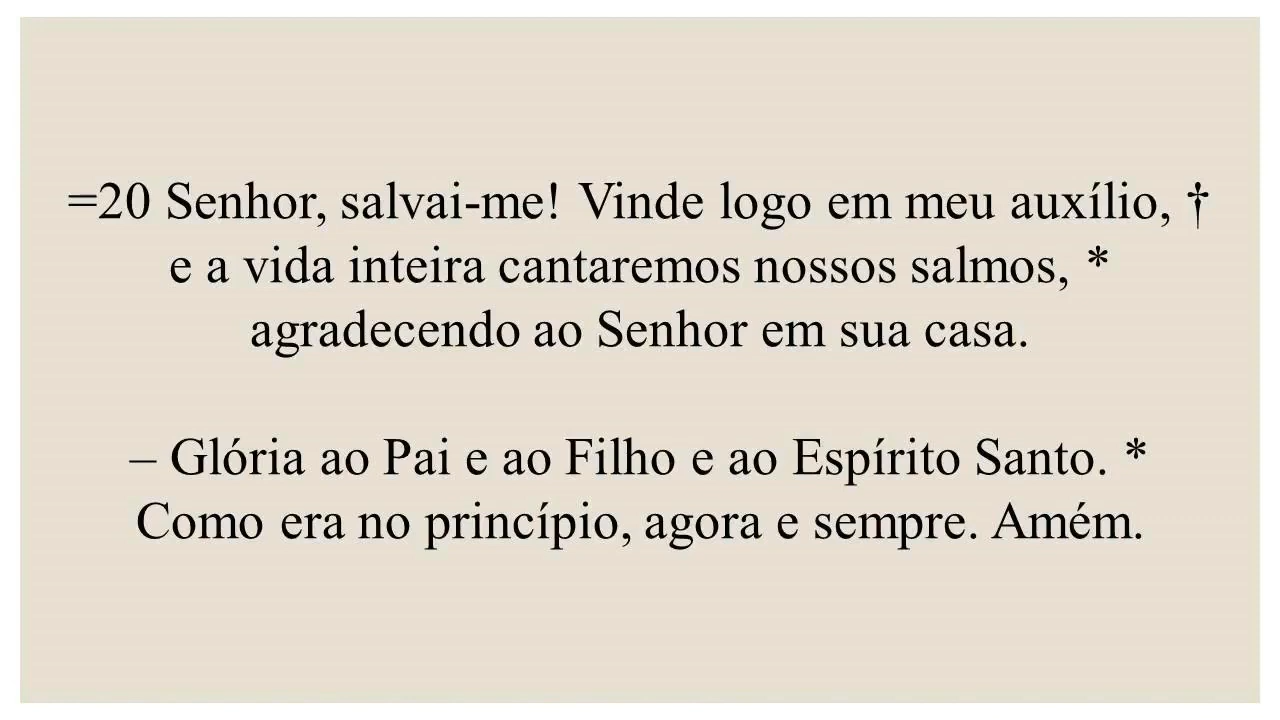 =20 Senhor, salvai-me! Vinde logo em meu auxílio, †
e a vida inteira cantaremos nossos salmos, *
agradecendo ao Senhor em sua casa.
– Glória ao Pai e ao Filho e ao Espírito Santo. *
Como era no princípio, agora e sempre. Amém.